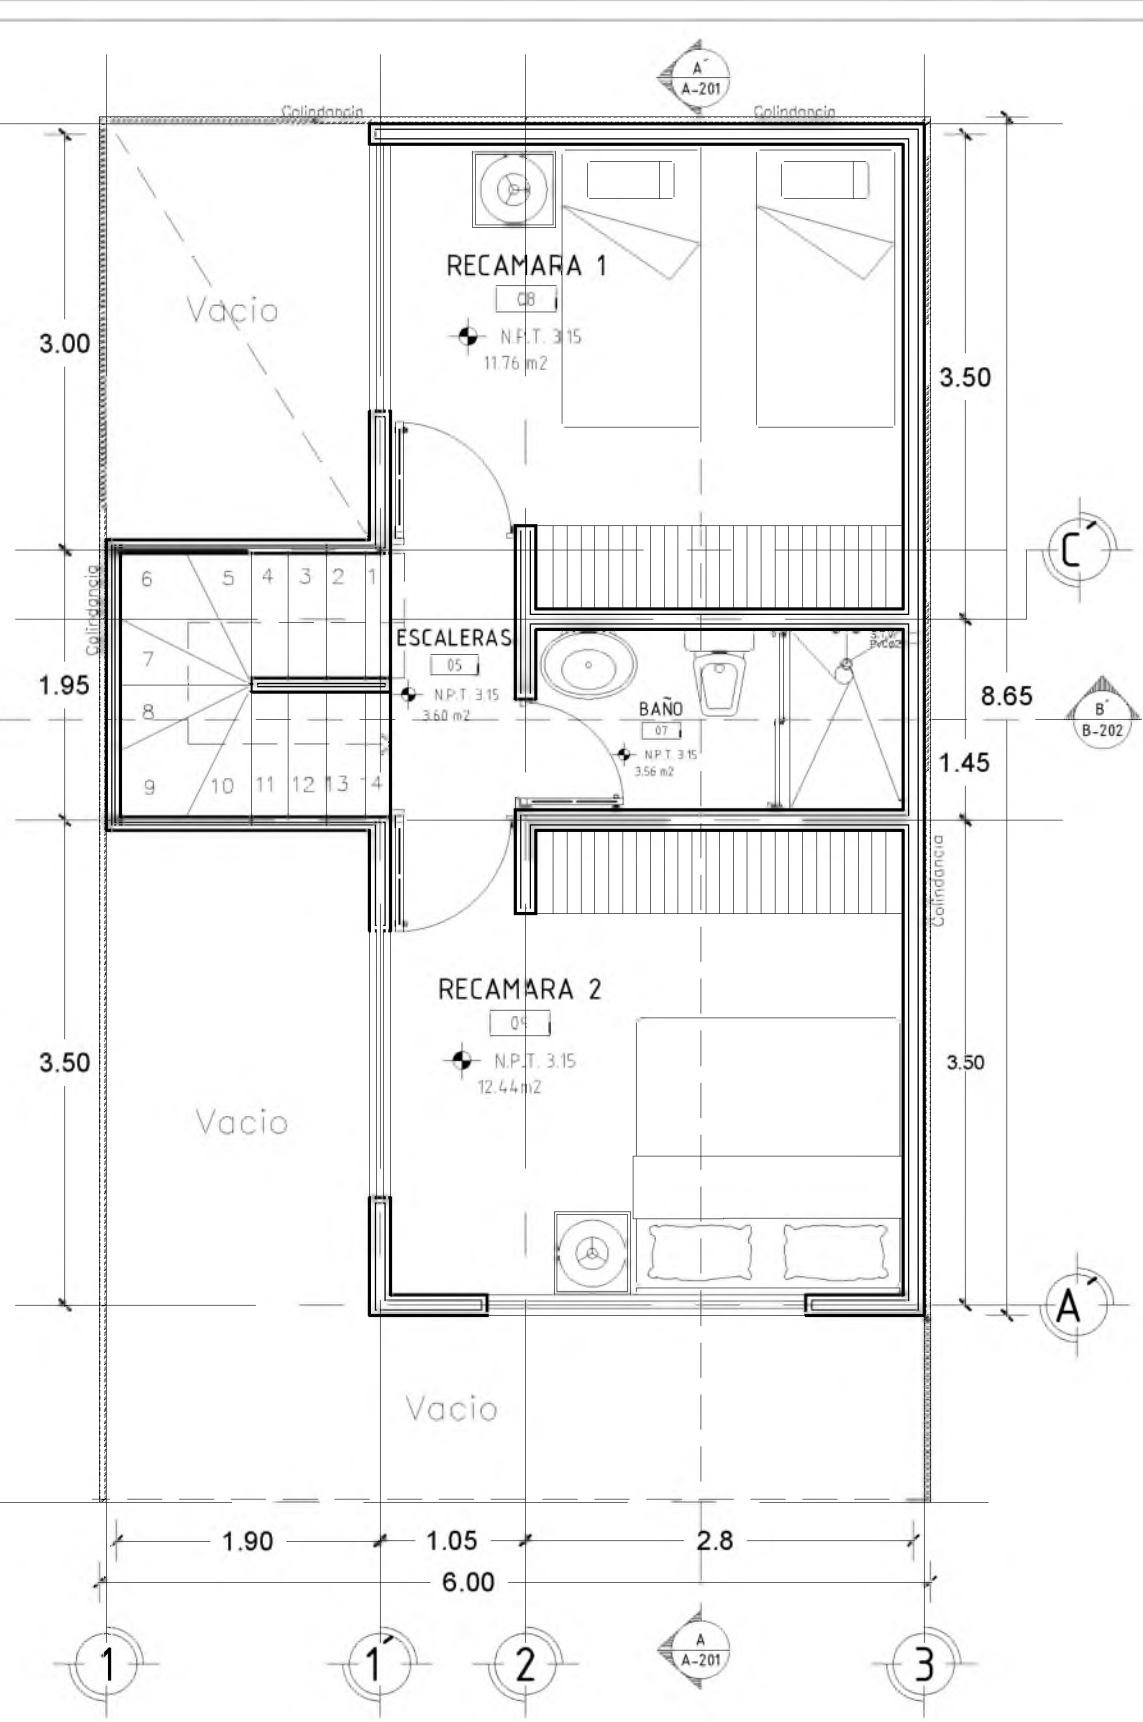 A´
A-201
Colindancia
Colindancia
RECAMARA 1
08
N.P.T. 3.15
11.76 m2
Vacio
3.00
3.50
C´
Colindancia
6
5
4
3
2
1
7
8
9
10
11
12
13
14
ESCALERAS
05
N.P.T. 3.15
3.60 m2
1.95
BAÑO
07
N.P.T. 3.15
3.56 m2
8.65
B´
B-202
1.45
Colindancia
RECAMARA 2
09
N.P.T. 3.15
12.44m2
3.50
3.50
Vacio
A´
Vacio
1.90
1.05
2.8
6.00
1
1´
2
A
A-201
3